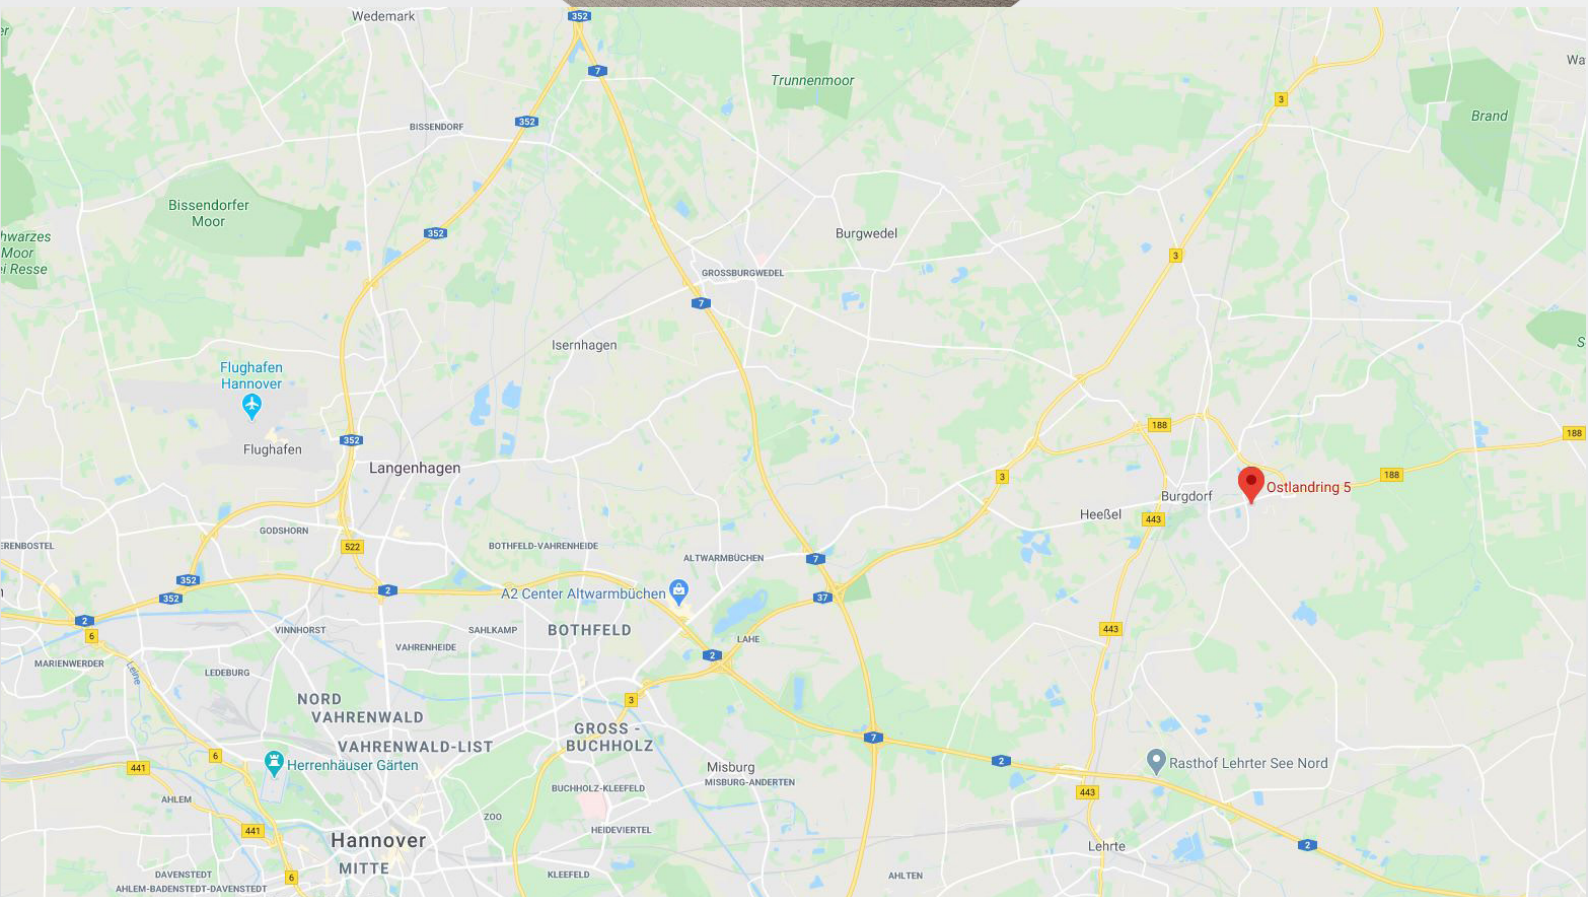 352
Wedemark
er
7
Wa
Trunnenmoor
3
Brand
352
BISSENDORF
Bissendorfer
Moor
352
hwarzes
Moor
ei Resse
Burgwedel
3
GROSSBURGWEDEL
7
Isernhagen
S
Flughafen
Hannover
188
188
352
Flughafen
Langenhagen
3
188
Ostlandring 5
Burgdorf
Heeßel
443
GODSHORN
522
ERENBOSTEL
BOTHFELD-VAHRENHEIDE
ALTWARMBÜCHEN
7
352
2
A2 Center Altwarmbüchen
37
352
2
6
VINNHORST
SAHLKAMP
BOTHFELD
443
LAHE
VAHRENHEIDE
2
MARIENWERDER
LEDEBURG
Leine
NORD
3
VAHRENWALD
GROSS -
BUCHHOLZ
7
VAHRENWALD-LIST
6
Herrenhäuser Gärten
441
2
Rasthof Lehrter See Nord
Misburg
MISBURG-ANDERTEN
BUCHHOLZ-KLEEFELD
443
AHLEM
ZOO
441
HEIDEVIERTEL
Hannover
Lehrte
2
MITTE
DAVENSTEDT
KLEEFELD
6
AHLTEN
AHLEM-BADENSTEDT-DAVENSTEDT